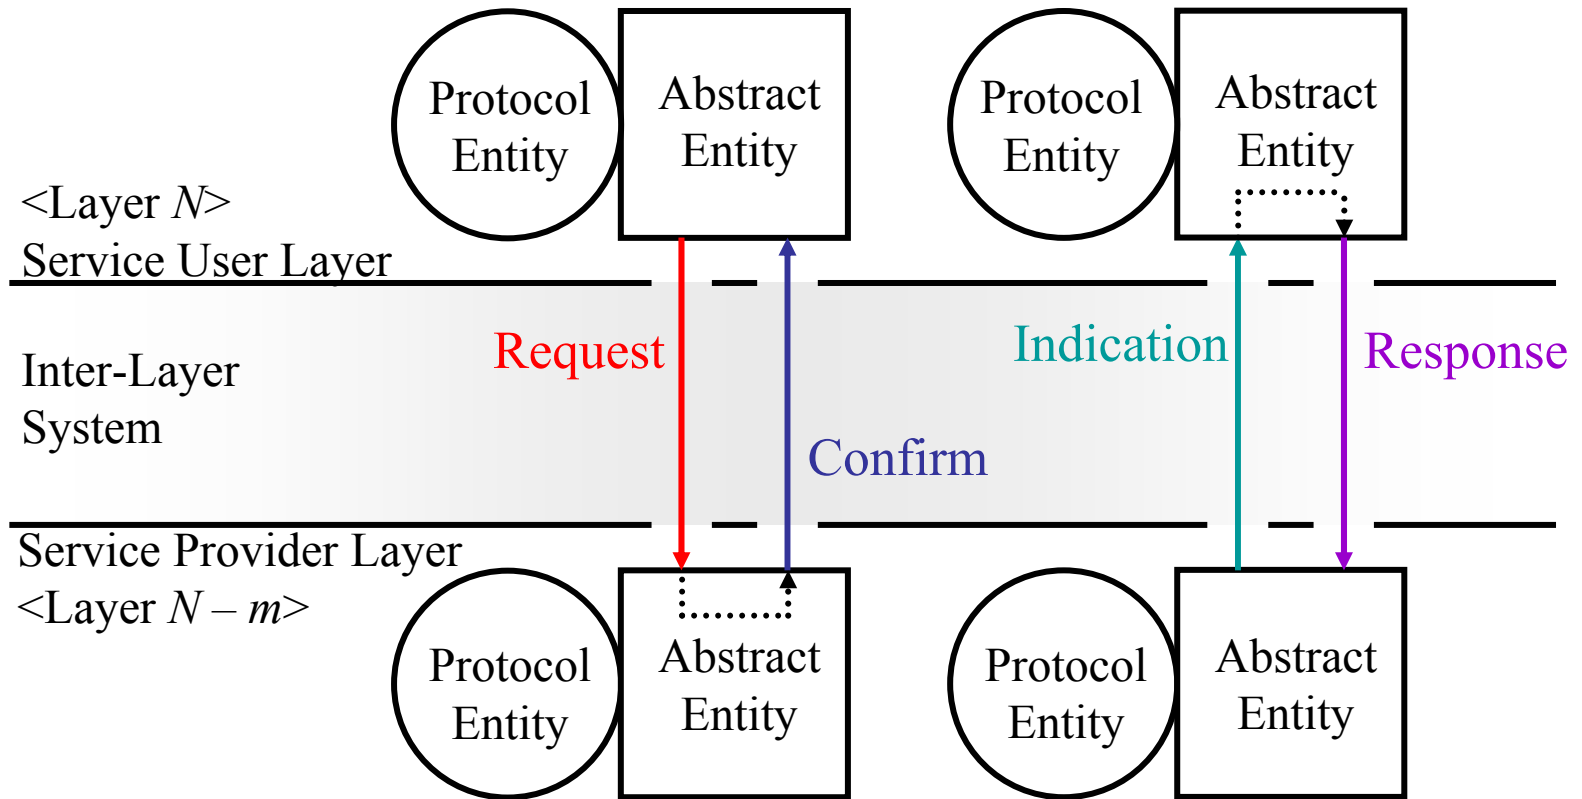 Protocol
Entity
Abstract
Entity
Protocol
Entity
Abstract
Entity
<Layer N>
Service User Layer
Inter-Layer
System
Request
Confirm
Indication
Response
Service Provider Layer
<Layer N – m>
Protocol
Entity
Abstract
Entity
Protocol
Entity
Abstract
Entity